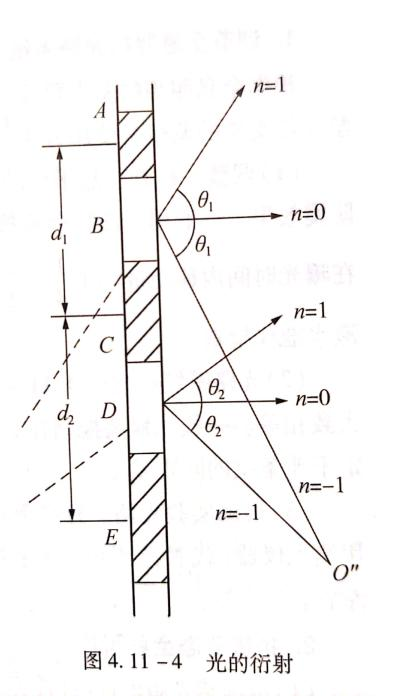 A
n=1
θ₁
B
n=0
d₁
θ₁
C
n=1
θ₂
D
n=0
d₂
θ₂
n=-1
n=-1
E
O"
图4.11-4 光的衍射